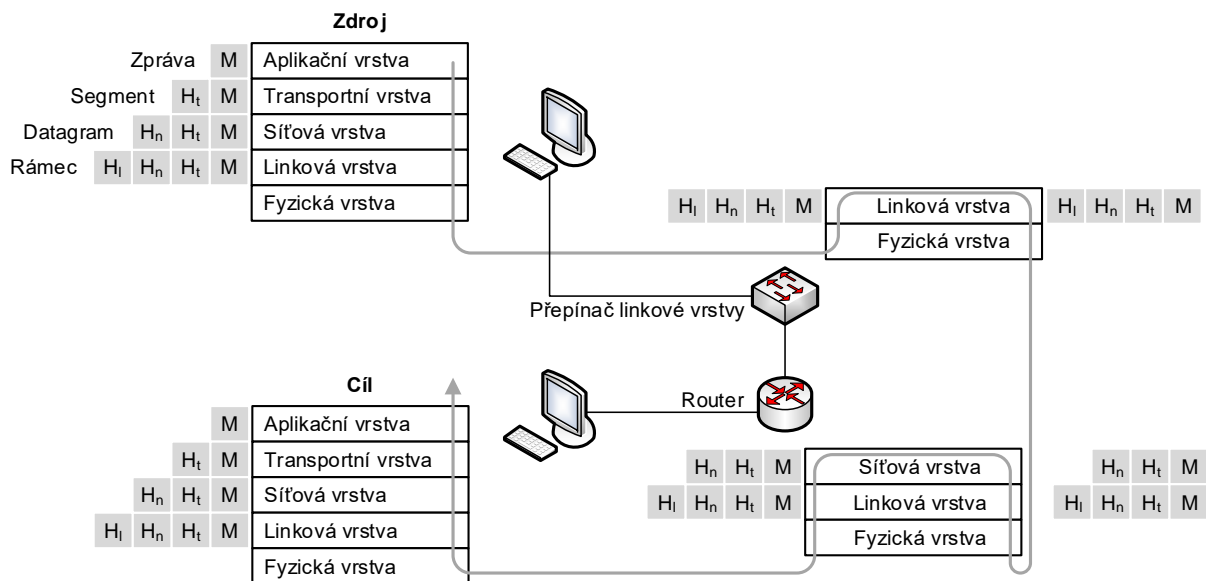 Zdroj
Zpráva M Aplikační vrstva
Segment Ht M Transportní vrstva
Datagram Hn Ht M Síťová vrstva
Rámec Hl Hn Ht M Linková vrstva
Fyzická vrstva
Hl Hn Ht M Linková vrstva Hl Hn Ht M
Fyzická vrstva
Přepínač linkové vrstvy
Router
Cíl
M Aplikační vrstva
Ht M Transportní vrstva
Hn Ht M Síťová vrstva
Hl Hn Ht M Linková vrstva
Fyzická vrstva
Hn Ht M Síťová vrstva Hn Ht M
Hl Hn Ht M Linková vrstva Hl Hn Ht M
Fyzická vrstva